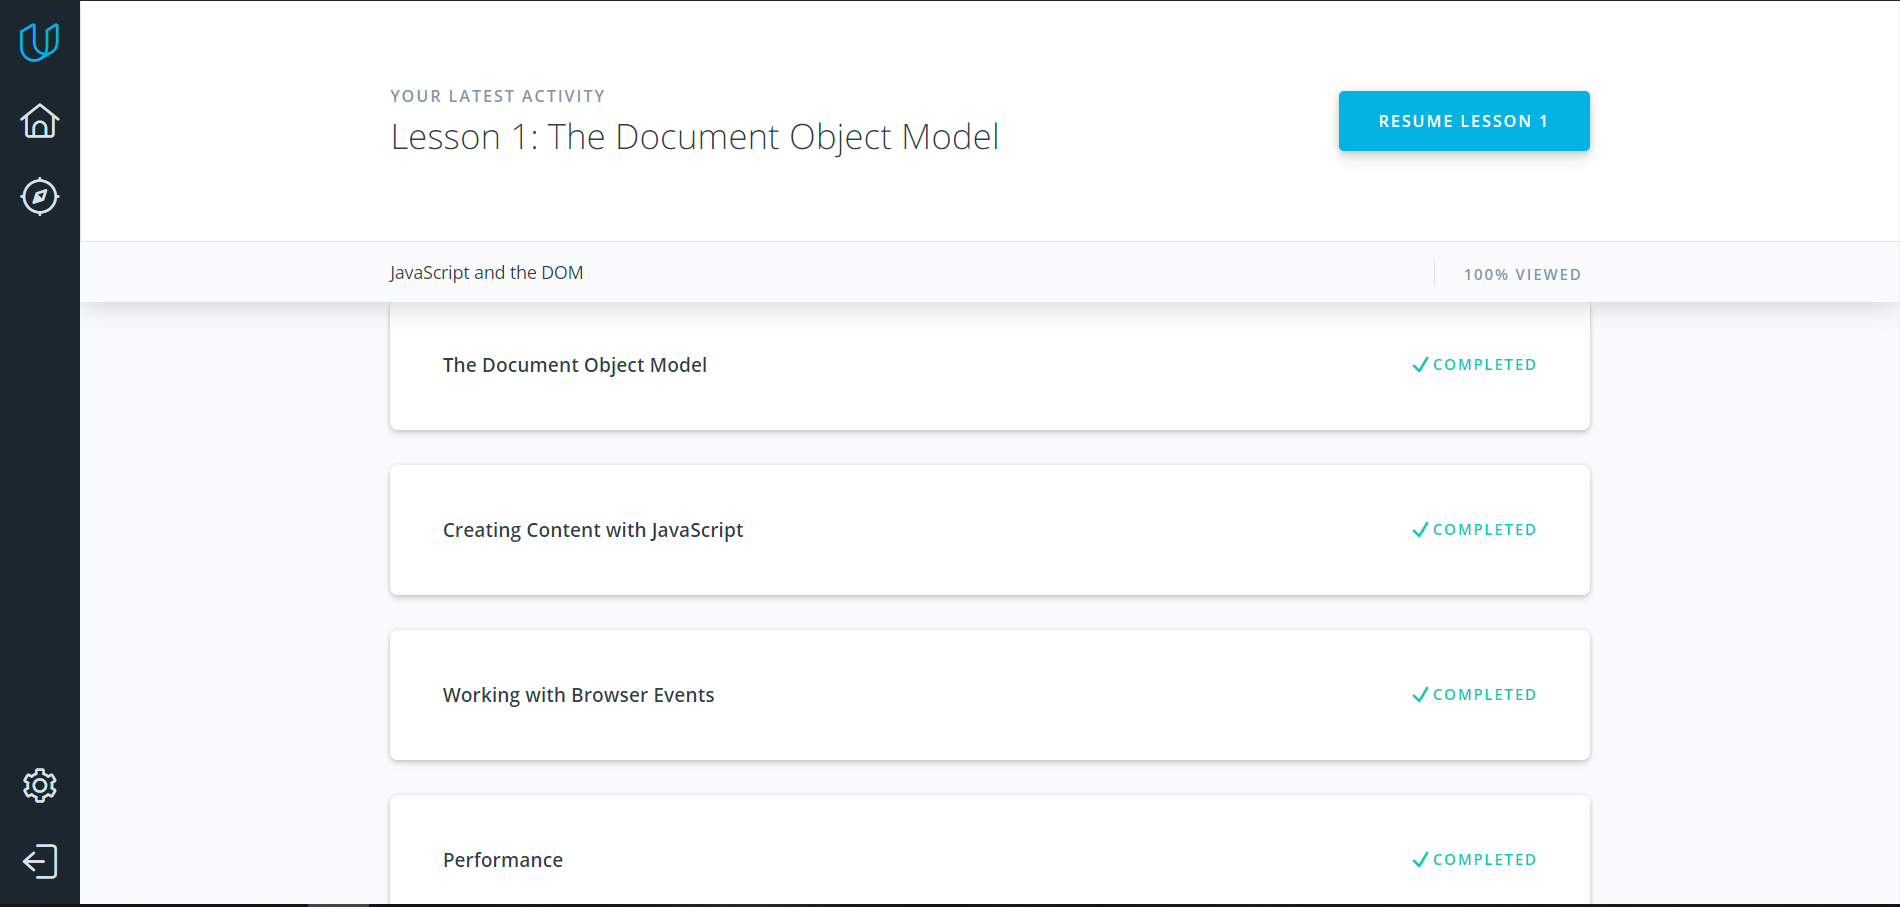 YOUR LATEST ACTIVITY
Lesson 1: The Document Object Model
RESUME LESSON 1
JavaScript and the DOM
100% VIEWED
The Document Object Model
COMPLETED
Creating Content with JavaScript
COMPLETED
Working with Browser Events
COMPLETED
Performance
COMPLETED